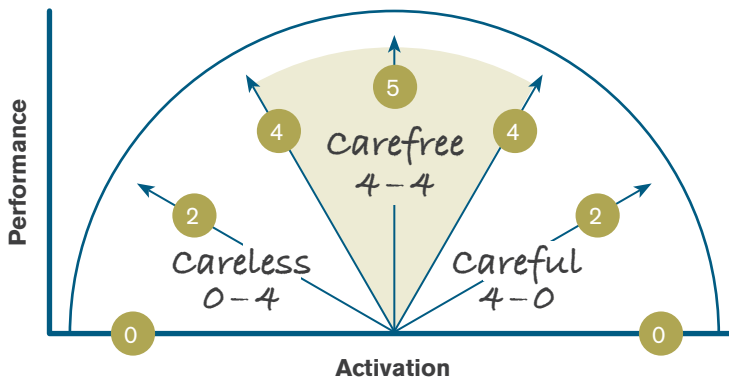 Performance
5
4
4
Carefree
4–4
2
2
Careless
0–4
Careful
4–0
0
0
Activation